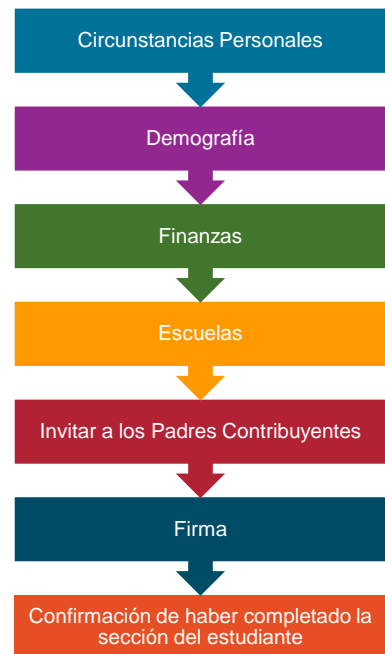 Circunstancias Personales
Demografía
Finanzas
Escuelas
Invitar a los Padres Contribuyentes
Firma
Confirmación de haber completado la
sección del estudiante